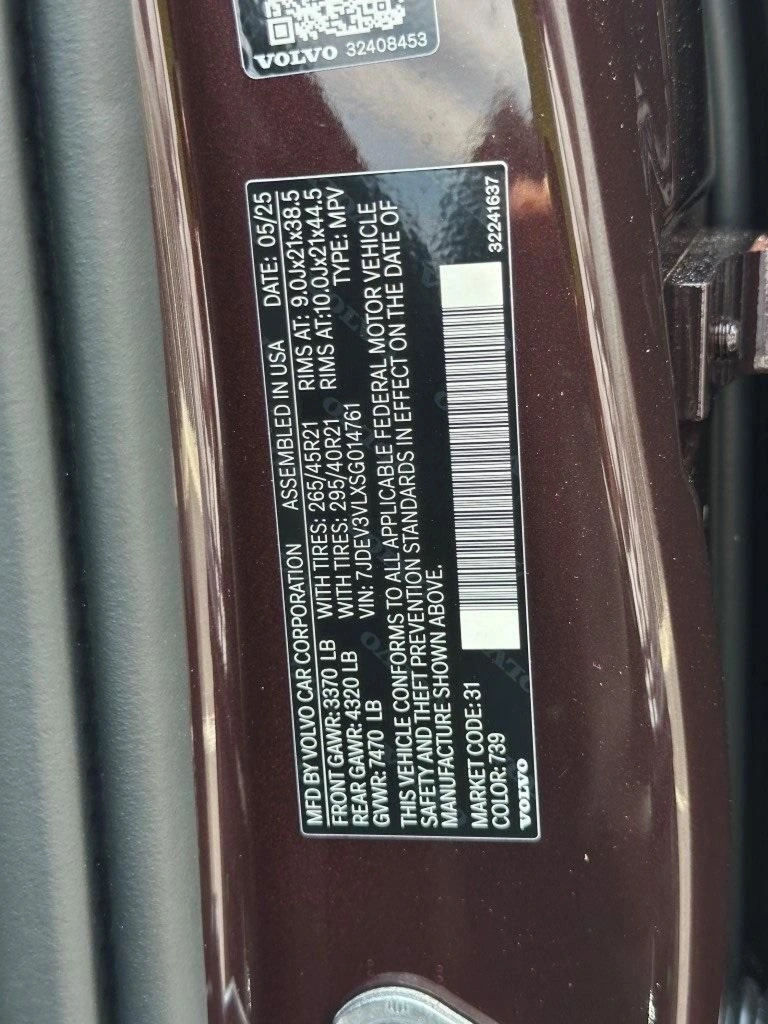 VOLVO 32408453
MFD BY VOLVO CAR CORPORATION ASSEMBLED IN USA DATE: 05/25
FRONT GAWR: 3370 LB WITH TIRES: 265/45R21 RIMS AT: 9.0Jx21x38.5
REAR GAWR: 4320 LB WITH TIRES: 295/40R21 RIMS AT:10.0Jx21x44.5
GVWR: 7470 LB VIN: 7JDEV3VLXSG014761 TYPE: MPV
THIS VEHICLE CONFORMS TO ALL APPLICABLE FEDERAL MOTOR VEHICLE
SAFETY AND THEFT PREVENTION STANDARDS IN EFFECT ON THE DATE OF
MANUFACTURE SHOWN ABOVE.
MARKET CODE: 31
COLOR: 739
VOLVO
32241637